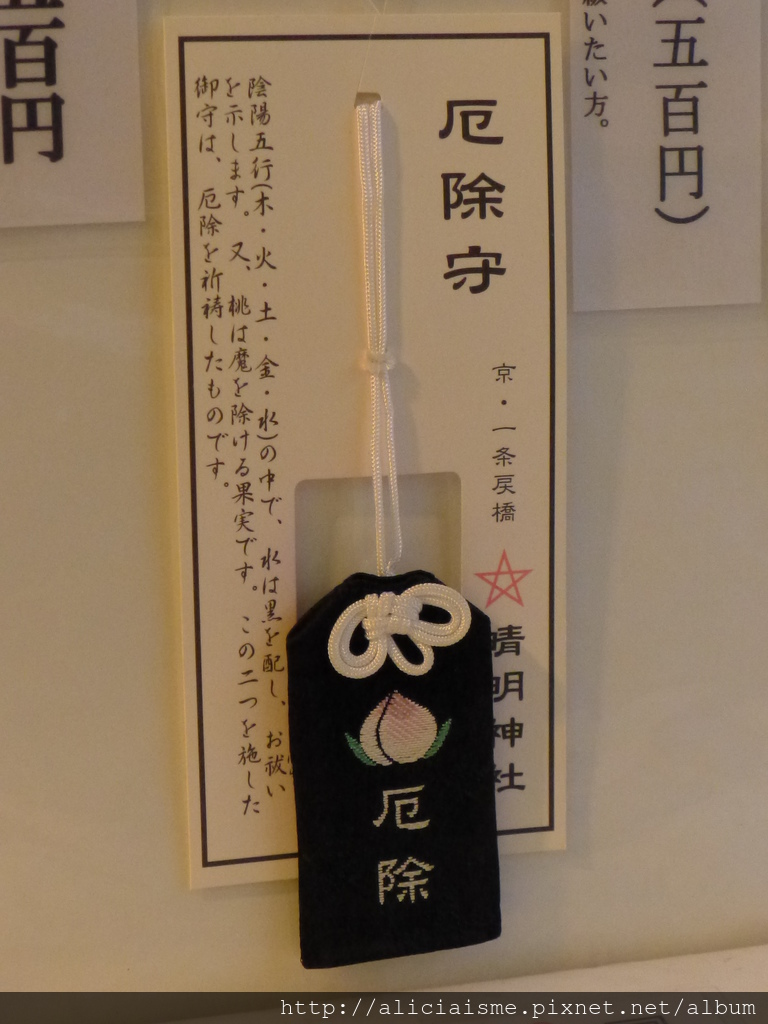 五百円）
祓いたい方。
厄除守
京・一条戻橋
晴明神社
陰陽五行(木・火・土・金・水)の中で、水は黒を配し、お祓い
を示します。又、桃は魔を除ける果実です。この二つを施した
御守は、厄除を祈祷したものです。
厄除
五百円
http://aliciaisme.pixnet.net/album